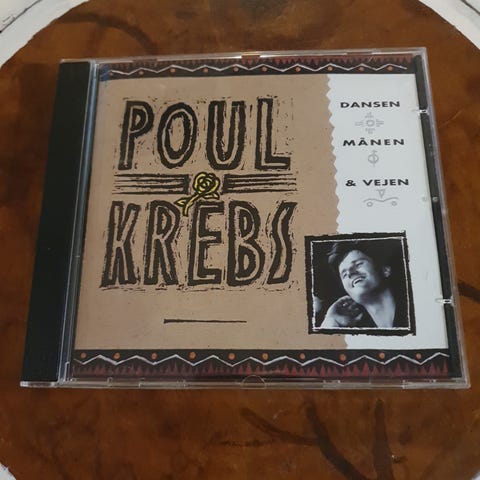 POUL
KREBS
DANSEN
MÅNEN
& VEJEN